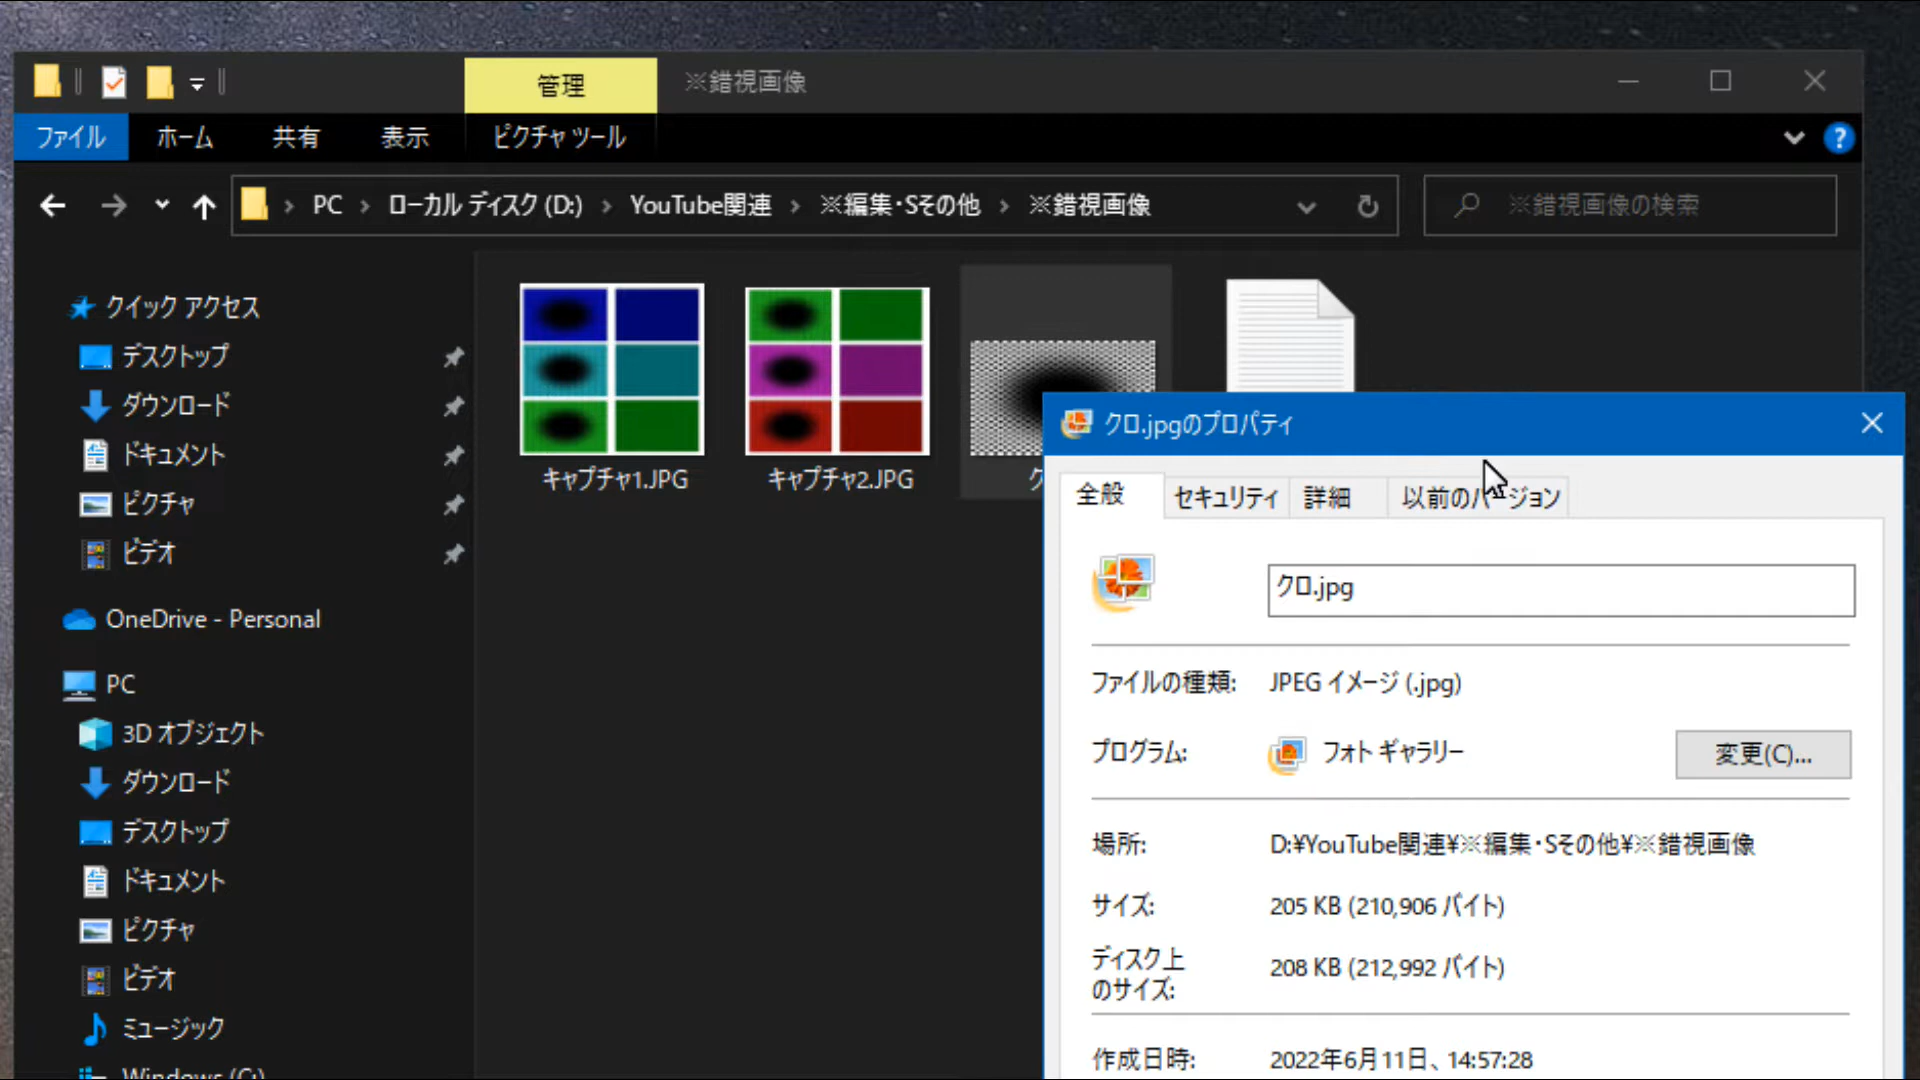 管理
※錯視画像
ファイル
ホーム
共有
表示
ピクチャ ツール
?
PC
ローカル ディスク (D:)
YouTube関連
※編集・Sその他
※錯視画像
※錯視画像の検索
クイック アクセス
デスクトップ
ダウンロード
ドキュメント
ピクチャ
ビデオ
OneDrive - Personal
PC
3D オブジェクト
ダウンロード
デスクトップ
ドキュメント
ピクチャ
ビデオ
ミュージック
Windows (C:)
キャプチャ1.JPG
キャプチャ2.JPG
ク
クロ.jpgのプロパティ
全般
セキュリティ
詳細
以前のバージョン
クロ.jpg
ファイルの種類:
JPEG イメージ (.jpg)
プログラム:
フォト ギャラリー
変更(C)...
場所:
D:¥YouTube関連¥※編集・Sその他¥※錯視画像
サイズ:
205 KB (210,906 バイト)
ディスク上
のサイズ:
208 KB (212,992 バイト)
作成日時:
2022年6月11日、14:57:28